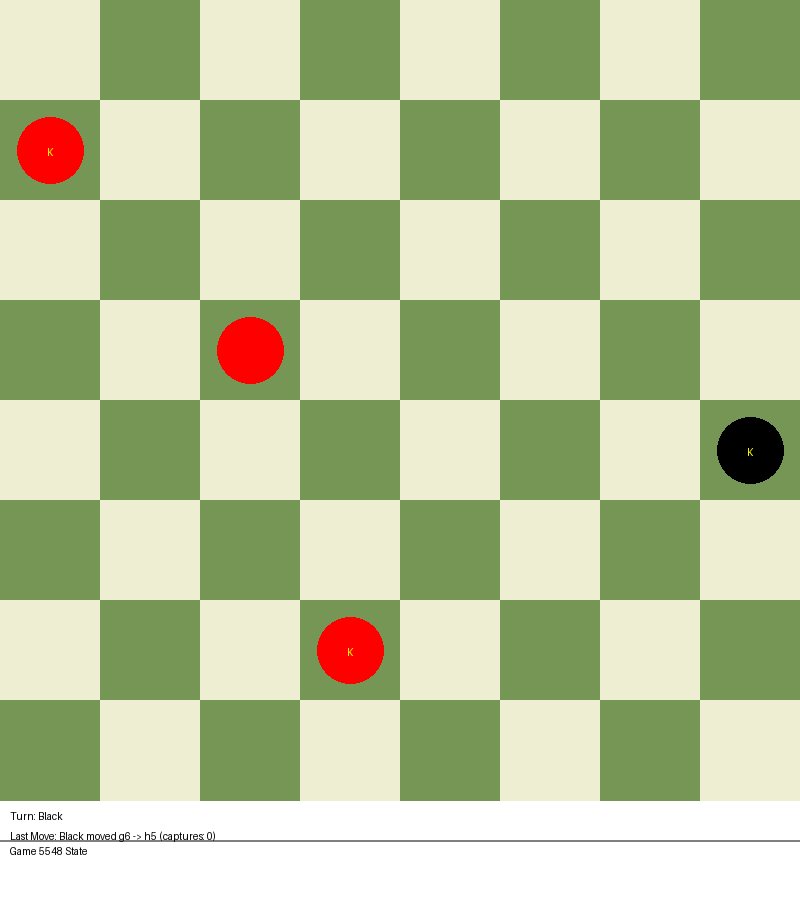 K
K
K
Turn: Black
Last Move: Black moved g6 -> h5 (captures: 0)
Game 5548 State